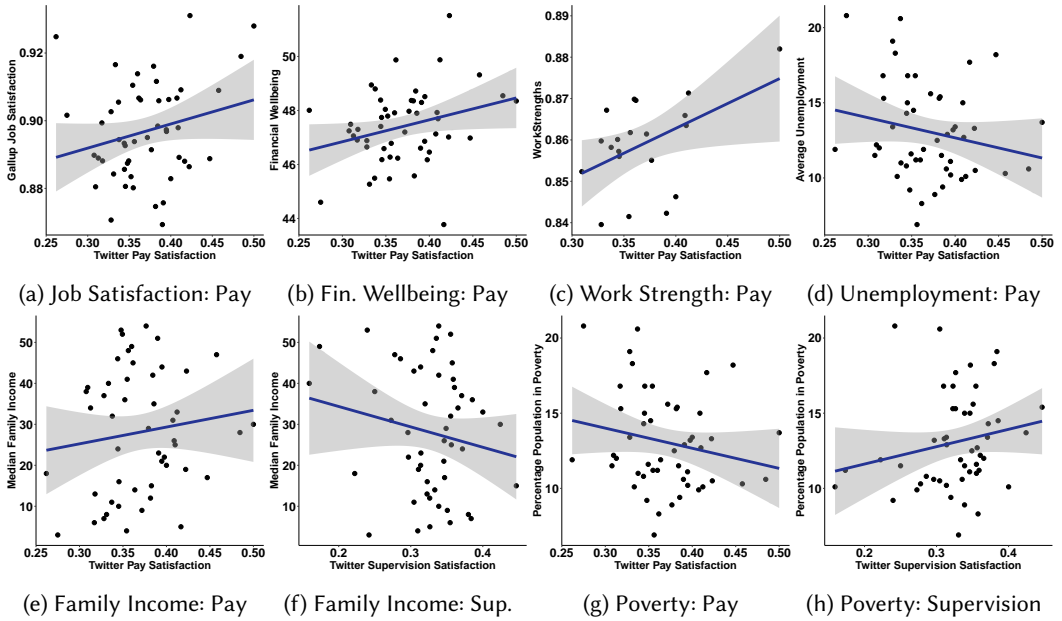 Gallup Job Satisfaction
0.92
0.90
0.88
0.25 0.30 0.35 0.40 0.45 0.50
Twitter Pay Satisfaction
(a) Job Satisfaction: Pay
Financial Wellbeing
50
48
46
44
0.25 0.30 0.35 0.40 0.45 0.50
Twitter Pay Satisfaction
(b) Fin. Wellbeing: Pay
WorkStrengths
0.89
0.88
0.87
0.86
0.85
0.84
0.30 0.35 0.40 0.45 0.50
Twitter Pay Satisfaction
(c) Work Strength: Pay
Average Unemployment
20
15
10
0.25 0.30 0.35 0.40 0.45 0.50
Twitter Pay Satisfaction
(d) Unemployment: Pay
Median Family Income
50
40
30
20
10
0
0.25 0.30 0.35 0.40 0.45 0.50
Twitter Pay Satisfaction
(e) Family Income: Pay
Median Family Income
50
40
30
20
10
0
0.2 0.3 0.4
Twitter Supervision Satisfaction
(f) Family Income: Sup.
Percentage Population in Poverty
20
15
10
0.25 0.30 0.35 0.40 0.45 0.50
Twitter Pay Satisfaction
(g) Poverty: Pay
Percentage Population in Poverty
20
15
10
0.2 0.3 0.4
Twitter Supervision Satisfaction
(h) Poverty: Supervision